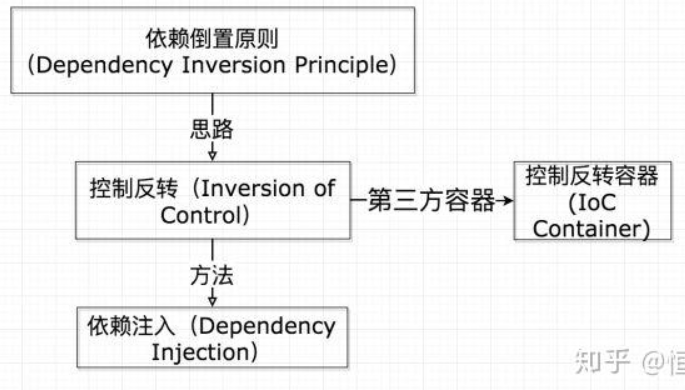 依赖倒置原则
（Dependency Inversion Principle）
思路
控制反转（Inversion of
Control）
第三方容器
控制反转容器
(IoC
Container)
方法
依赖注入（Dependency
Injection）
知乎 @恒